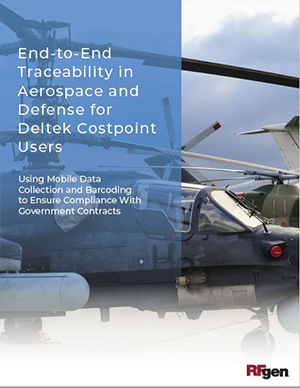 End-to-End
Traceability in
Aerospace and
Defense for
Deltek Costpoint
Users
Using Mobile Data
Collection and Barcoding
to Ensure Compliance With
Government Contracts
RFgen